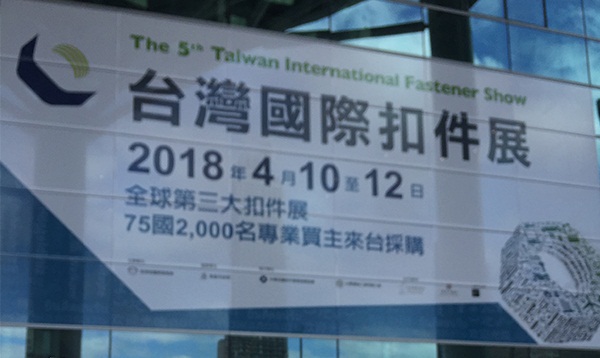 The 5th Taiwan International Fastener Show
台灣國際扣件展
2018年4月10至12日
全球第三大扣件展
75國2,000名專業買主來台採購